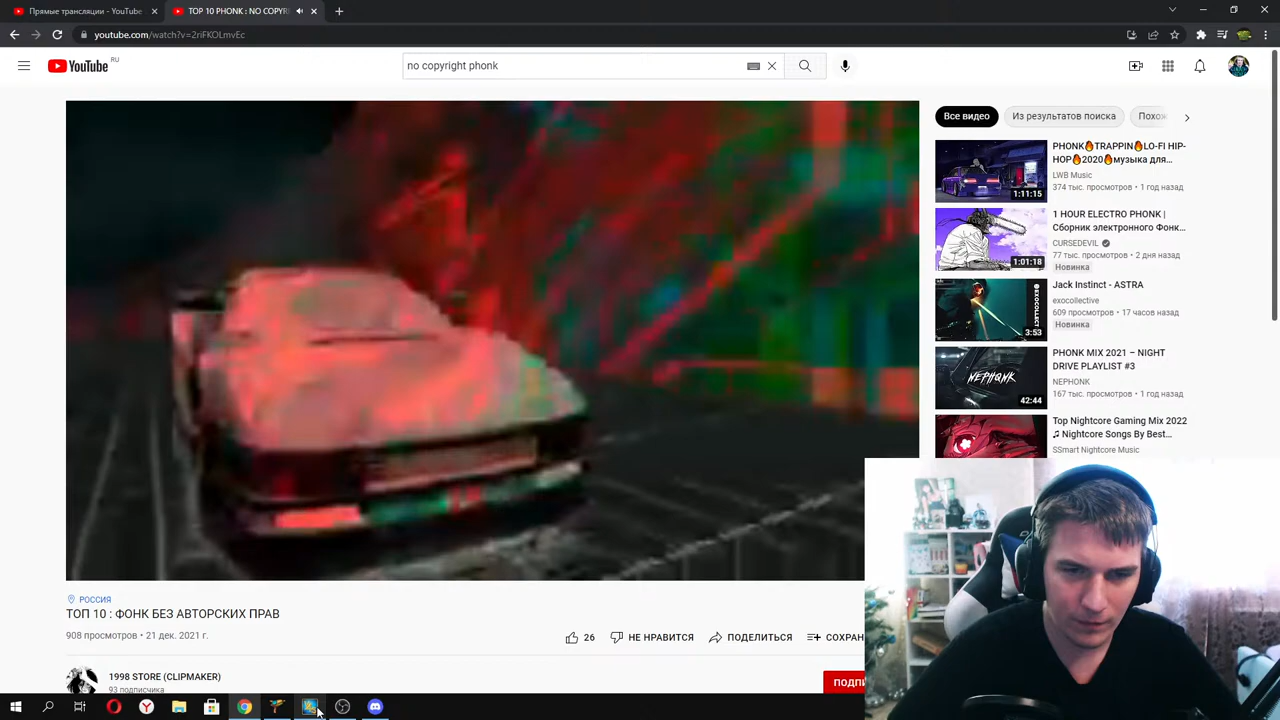 Прямые трансляции - YouTube
TOP 10 PHONK : NO COPYRI
youtube.com/watch?v=2riFKOLmvEc
YouTube RU
no copyright phonk
Все видео
Из результатов поиска
Похож
PHONK🔥TRAPPIN🔥LO-FI HIP-
HOP🔥2020🔥музыка для...
LWB Music
374 тыс. просмотров • 1 год назад
1:11:15
1 HOUR ELECTRO PHONK |
Сборник электронного Фонк...
CURSEDEVIL
77 тыс. просмотров • 2 дня назад
Новинка
1:01:18
Jack Instinct - ASTRA
exocollective
609 просмотров • 17 часов назад
Новинка
3:53
PHONK MIX 2021 – NIGHT
DRIVE PLAYLIST #3
NEPHONK
167 тыс. просмотров • 1 год назад
NEPHONK
42:44
Top Nightcore Gaming Mix 2022
♫ Nightcore Songs By Best...
SSmart Nightcore Music
РОССИЯ
ТОП 10 : ФОНК БЕЗ АВТОРСКИХ ПРАВ
908 просмотров • 21 дек. 2021 г.
26
НЕ НРАВИТСЯ
ПОДЕЛИТЬСЯ
СОХРАН
1998 STORE (CLIPMAKER)
93 подписчика
ПОДПИ